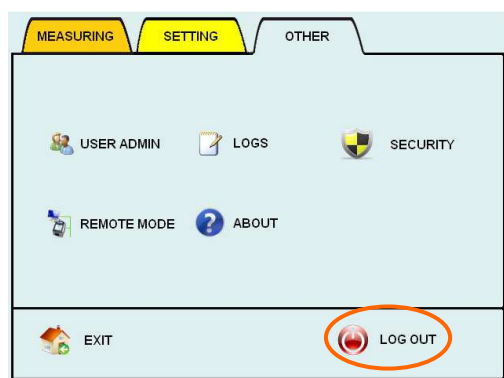 MEASURING SETTING OTHER
USER ADMIN LOGS SECURITY
REMOTE MODE ABOUT
EXIT LOG OUT